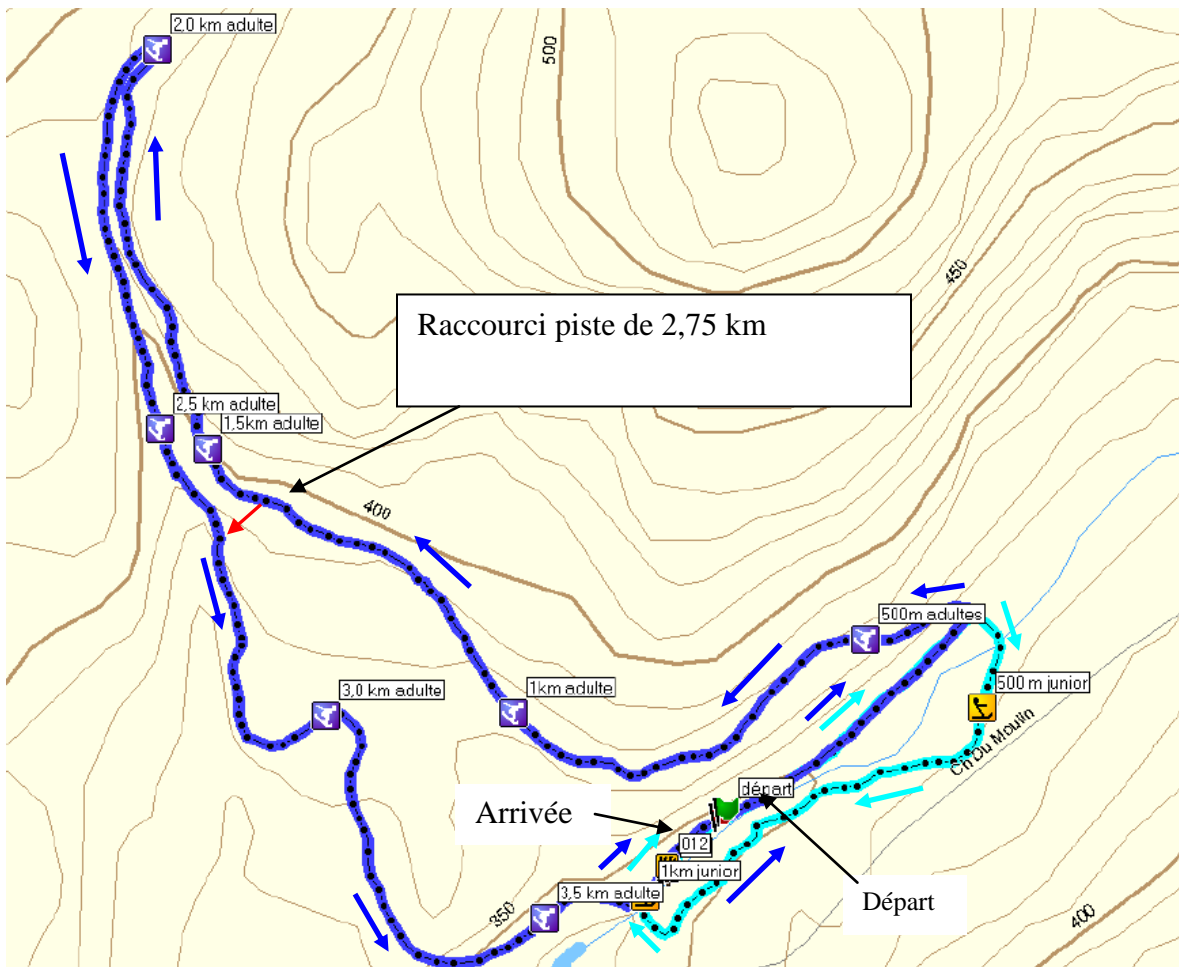 2,0 km adulte
500
450
Raccourci piste de 2,75 km
2,5 km adulte
1,5km adulte
400
500m adultes
500 m junior
3,0 km adulte
1km adulte
Ch Du Moulin
départ
Arrivée
012
1km junior
3,5 km adulte
Départ
350
400